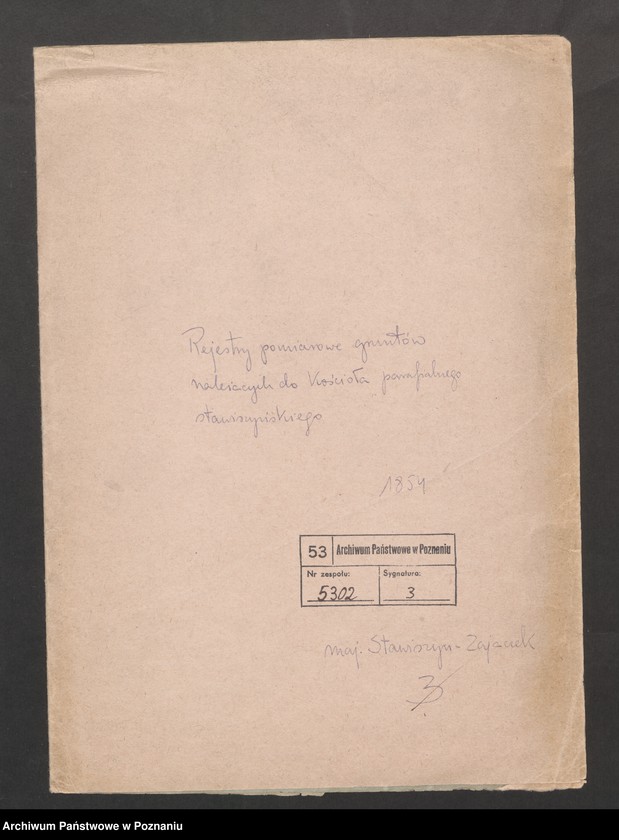 Rejestry pomiarowe gruntów
należących do Kościoła parafialnego
stawiszyńskiego
1854
53 Archiwum Państwowe w Poznaniu
Nr zespołu: Sygnatura:
5302 3
maj. Stawiszyn-Zajączek
3
Archiwum Państwowe w Poznaniu